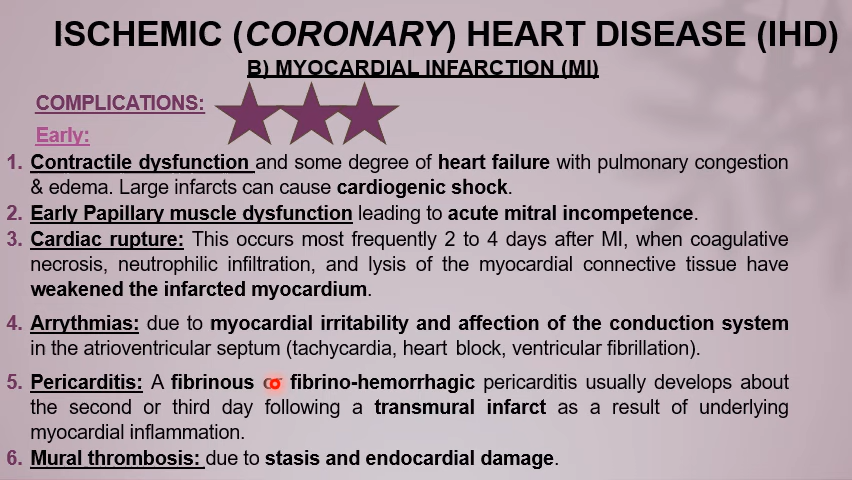 ISCHEMIC (CORONARY) HEART DISEASE (IHD)
B) MYOCARDIAL INFARCTION (MI)
COMPLICATIONS:
Early:
1. Contractile dysfunction and some degree of heart failure with pulmonary congestion
& edema. Large infarcts can cause cardiogenic shock.
2. Early Papillary muscle dysfunction leading to acute mitral incompetence.
3. Cardiac rupture: This occurs most frequently 2 to 4 days after MI, when coagulative
necrosis, neutrophilic infiltration, and lysis of the myocardial connective tissue have
weakened the infarcted myocardium.
4. Arrythmias: due to myocardial irritability and affection of the conduction system
in the atrioventricular septum (tachycardia, heart block, ventricular fibrillation).
5. Pericarditis: A fibrinous or fibrino-hemorrhagic pericarditis usually develops about
the second or third day following a transmural infarct as a result of underlying
myocardial inflammation.
6. Mural thrombosis: due to stasis and endocardial damage.